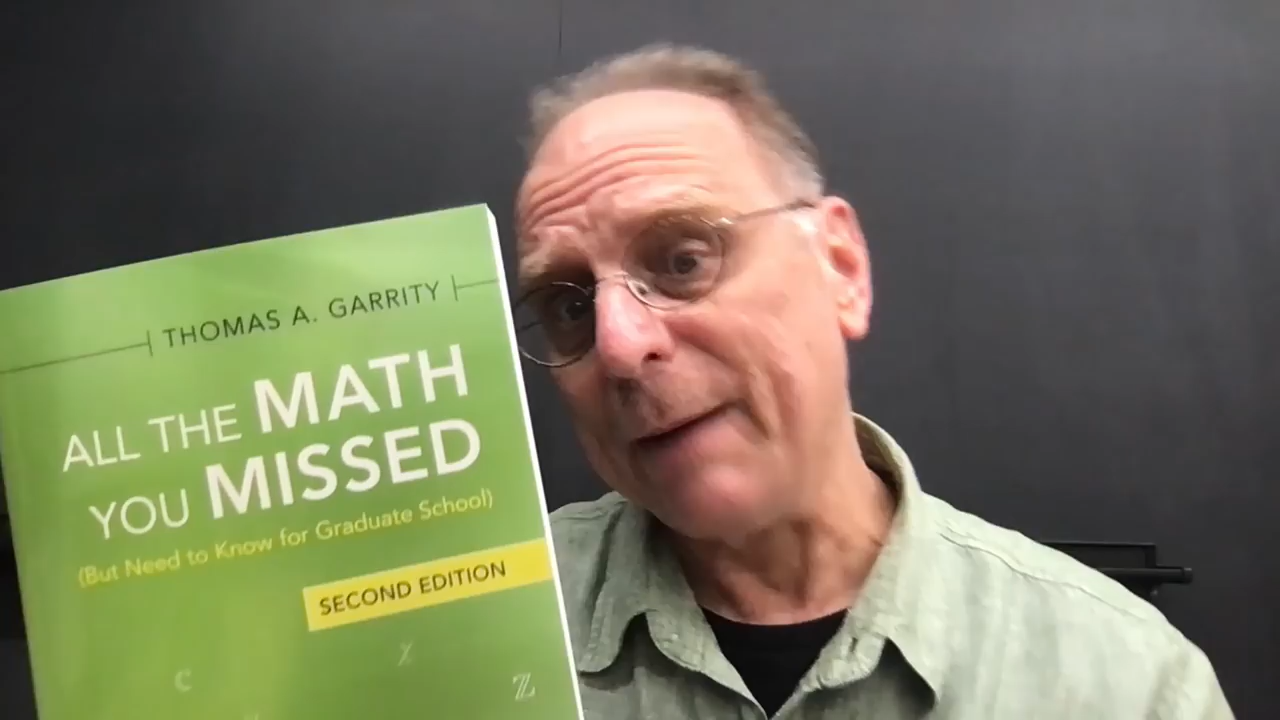 THOMAS A. GARRITY
ALL THE MATH
YOU MISSED
(But Need to Know for Graduate School)
SECOND EDITION
χ
C
ℤ